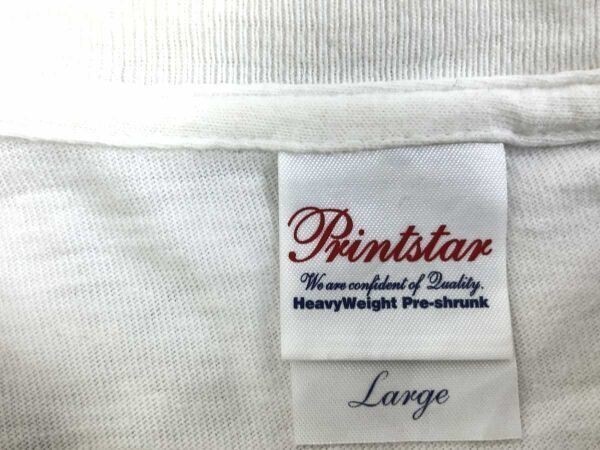 Printstar
We are confident of Quality.
HeavyWeight Pre-shrunk
Large